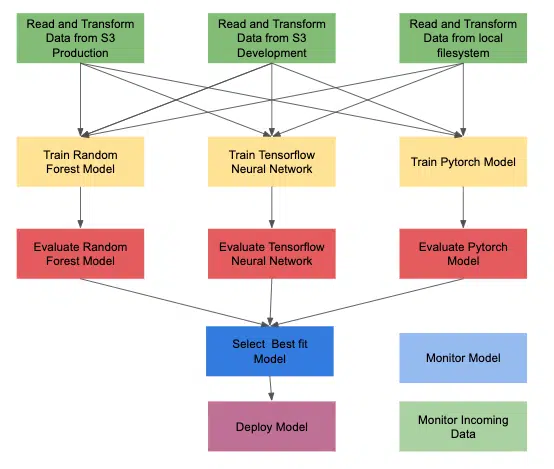 Read and Transform
Data from S3
Production
Read and Transform
Data from S3
Development
Read and Transform
Data from local
filesystem
Train Random
Forest Model
Train Tensorflow
Neural Network
Train Pytorch Model
Evaluate Random
Forest Model
Evaluate Tensorflow
Neural Network
Evaluate Pytorch
Model
Select Best fit
Model
Monitor Model
Deploy Model
Monitor Incoming
Data